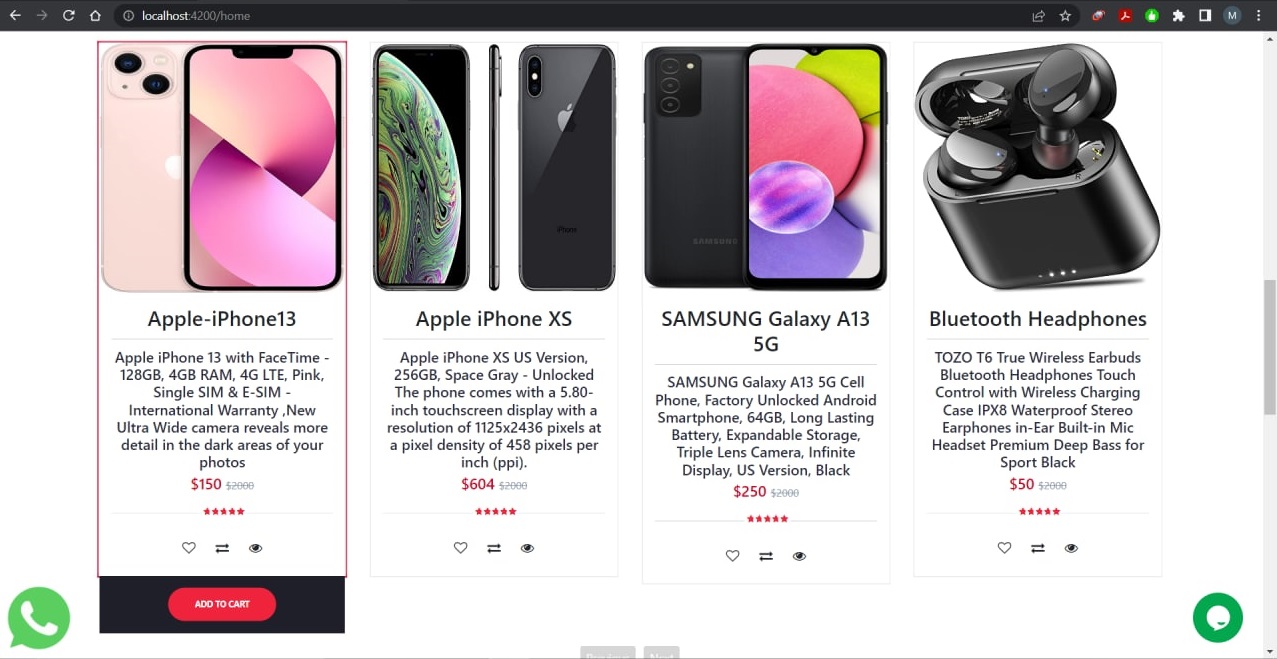 localhost:4200/home
M
SAMSUNG
Apple-iPhone13
Apple iPhone 13 with FaceTime -
128GB, 4GB RAM, 4G LTE, Pink,
Single SIM & E-SIM -
International Warranty ,New
Ultra Wide camera reveals more
detail in the dark areas of your
photos
$150 $2000
ADD TO CART
Apple iPhone XS
Apple iPhone XS US Version,
256GB, Space Gray - Unlocked
The phone comes with a 5.80-
inch touchscreen display with a
resolution of 1125x2436 pixels at
a pixel density of 458 pixels per
inch (ppi).
$604 $2000
SAMSUNG Galaxy A13
5G
SAMSUNG Galaxy A13 5G Cell
Phone, Factory Unlocked Android
Smartphone, 64GB, Long Lasting
Battery, Expandable Storage,
Triple Lens Camera, Infinite
Display, US Version, Black
$250 $2000
Bluetooth Headphones
TOZO T6 True Wireless Earbuds
Bluetooth Headphones Touch
Control with Wireless Charging
Case IPX8 Waterproof Stereo
Earphones in-Ear Built-in Mic
Headset Premium Deep Bass for
Sport Black
$50 $2000
Previous Next